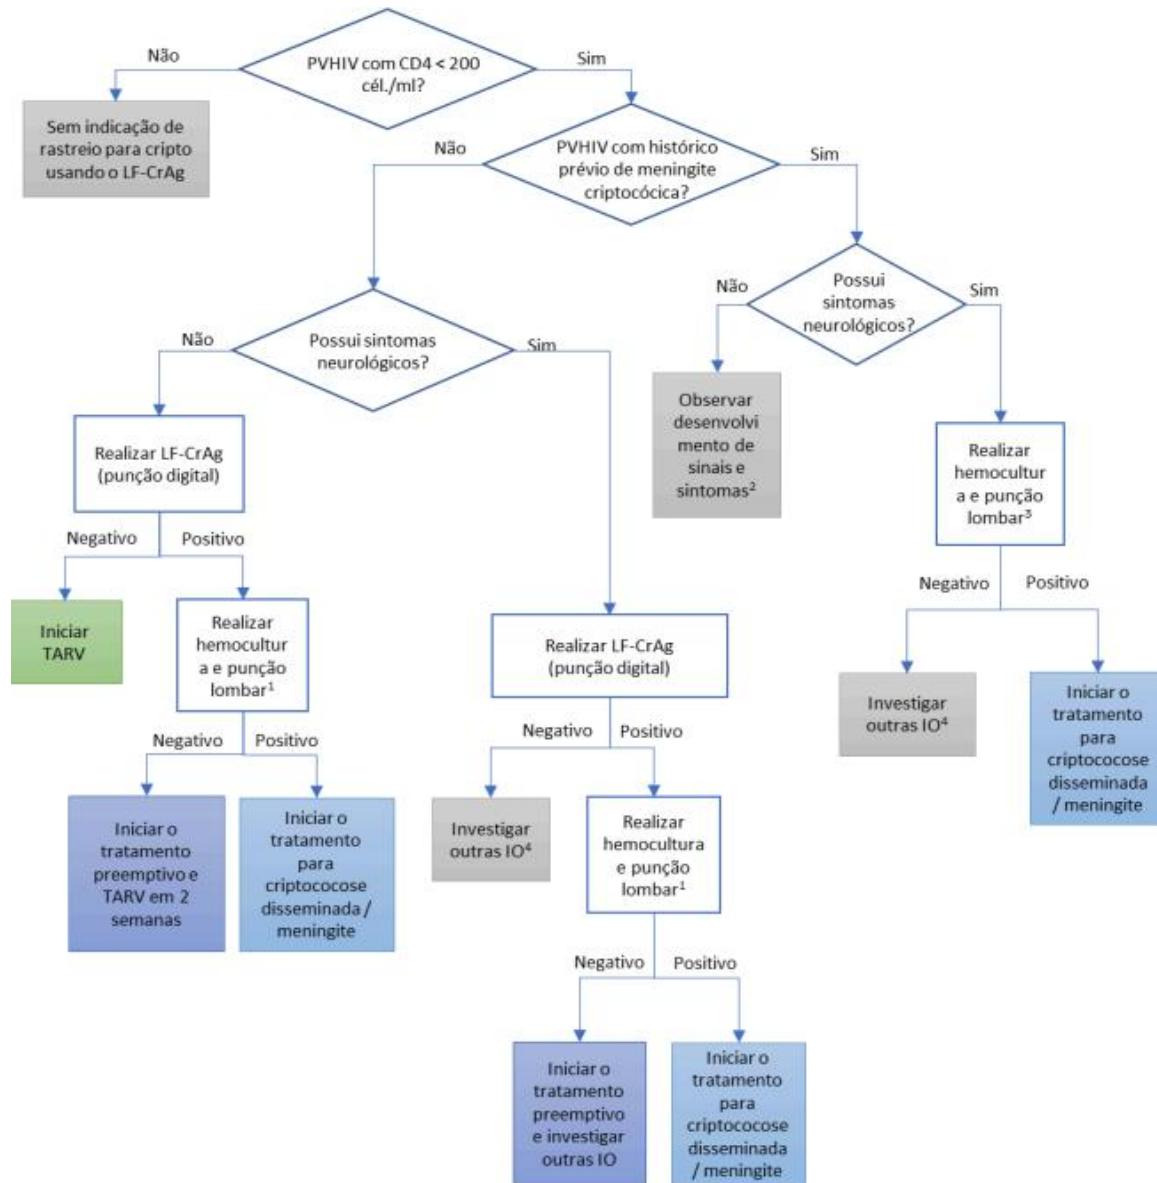 Não
PVHIV com CD4 < 200
cél./ml?
Sim
Sem indicação de
rastreio para cripto
usando o LF-CrAg
Não
PVHIV com histórico
prévio de meningite
criptocócica?
Sim
Não
Possui
sintomas
neurológicos?
Sim
Não
Possui sintomas
neurológicos?
Sim
Observar
desenvolvi
mento de
sinais e
sintomas²
Realizar
hemocultur
a e punção
lombar³
Realizar LF-CrAg
(punção digital)
Negativo
Positivo
Negativo
Positivo
Iniciar
TARV
Realizar
hemocultur
a e punção
lombar¹
Realizar LF-CrAg
(punção digital)
Investigar
outras IO⁴
Iniciar o
tratamento
para
criptococose
disseminada
/ meningite
Negativo
Positivo
Negativo
Positivo
Iniciar o
tratamento
preemptivo e
TARV em 2
semanas
Iniciar o
tratamento
para
criptococose
disseminada /
meningite
Investigar
outras IO⁴
Realizar
hemocultura
e punção
lombar¹
Negativo
Positivo
Iniciar o
tratamento
preemptivo
e investigar
outras IO
Iniciar o
tratamento
para
criptococose
disseminada
/ meningite